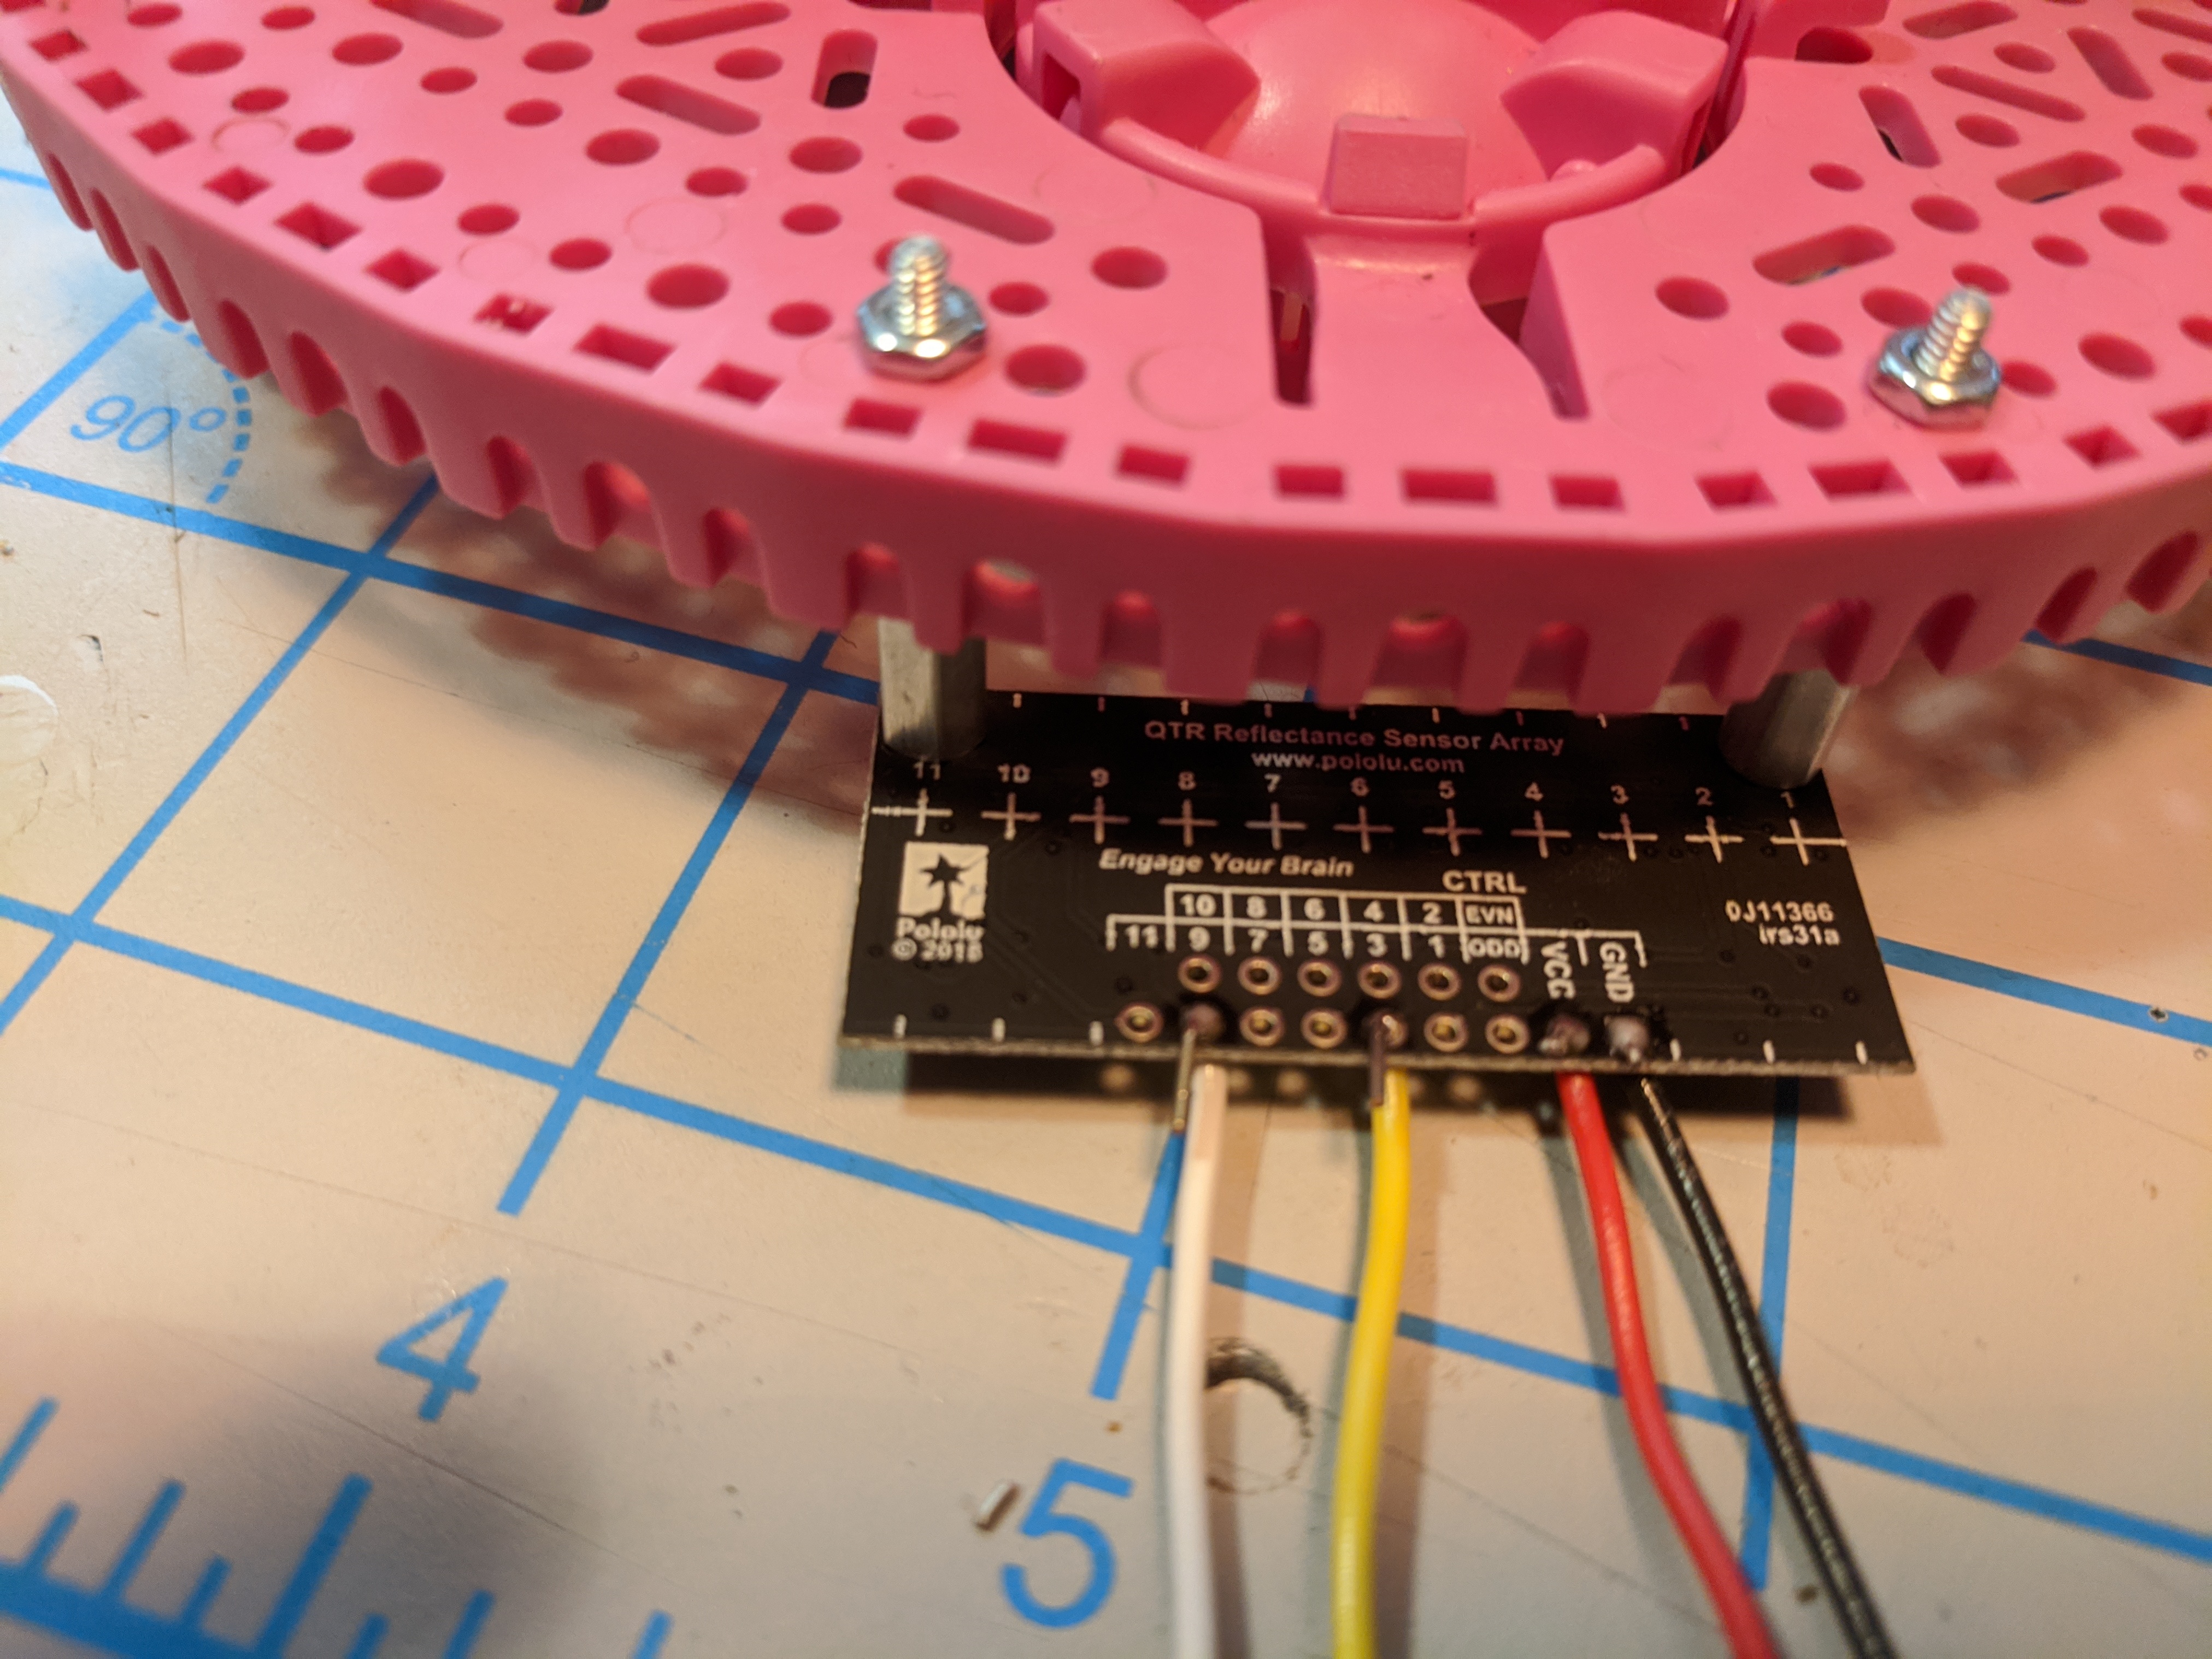 90°
QTR Reflectance Sensor Array
www.pololu.com
11 10 9 8 7 6 5 4 3 2 1
Engage Your Brain
CTRL
10 8 6 4 2 EVN
11 9 7 5 3 1 ODD VCC GND
Pololu
0J11366
irs31a
4
5